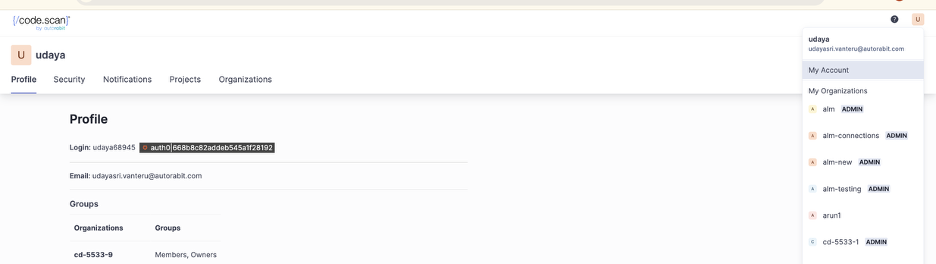 {/code.scan}
by autorabit
U
U udaya
Profile Security Notifications Projects Organizations
Profile
Login: udaya68945 auth0|668b8c82addeb545a1f28192
Email: udayasri.vanteru@autorabit.com
Groups
Organizations Groups
cd-5533-9 Members, Owners
udaya
udayasri.vanteru@autorabit.com
My Account
My Organizations
A alm ADMIN
A alm-connections ADMIN
A alm-new ADMIN
A alm-testing ADMIN
A arun1
C cd-5533-1 ADMIN